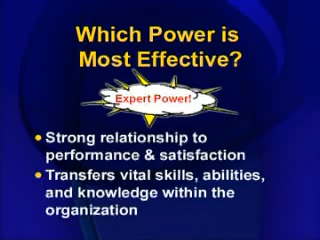 Which Power is
Most Effective?
Expert Power!
• Strong relationship to
performance & satisfaction
• Transfers vital skills, abilities,
and knowledge within the
organization